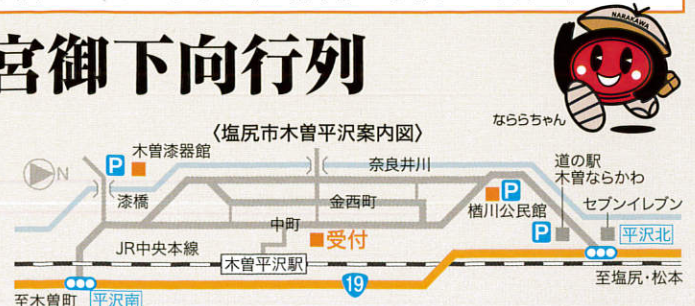 宮御下向行列
NARAKAWA
なららちゃん
〈塩尻市木曽平沢案内図〉
P 木曽漆器館
N
奈良井川
道の駅
木曽ならかわ
漆橋
金西町
P
楢川公民館
セブンイレブン
中町
受付
P
平沢北
JR中央本線
木曽平沢駅
至塩尻・松本
19
至木曽町 平沢南